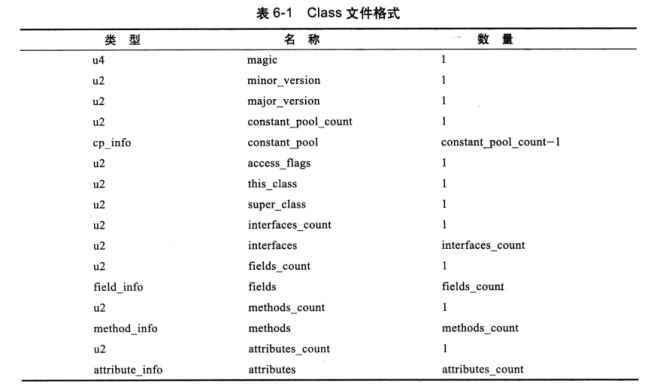 表 6-1 Class 文件格式
类 型 名 称 数 量
u4 magic 1
u2 minor_version 1
u2 major_version 1
u2 constant_pool_count 1
cp_info constant_pool constant_pool_count−1
u2 access_flags 1
u2 this_class 1
u2 super_class 1
u2 interfaces_count 1
u2 interfaces interfaces_count
u2 fields_count 1
field_info fields fields_count
u2 methods_count 1
method_info methods methods_count
u2 attributes_count 1
attribute_info attributes attributes_count